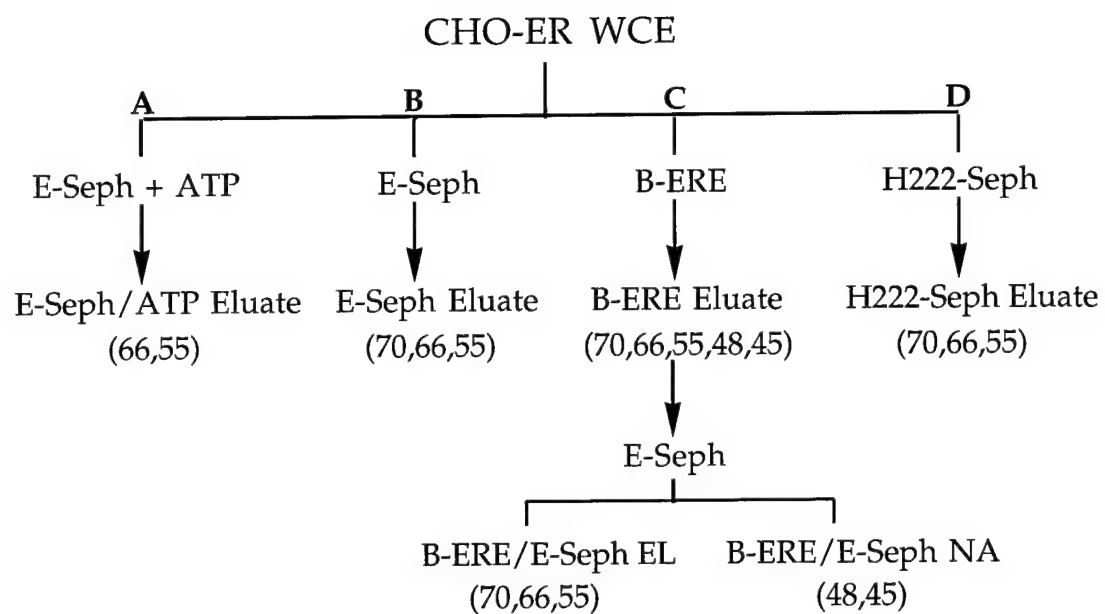 CHO-ER WCE
A B C D
E-Seph + ATP E-Seph B-ERE H222-Seph
E-Seph/ATP Eluate E-Seph Eluate B-ERE Eluate H222-Seph Eluate
(66,55) (70,66,55) (70,66,55,48,45) (70,66,55)
E-Seph
B-ERE/E-Seph EL B-ERE/E-Seph NA
(70,66,55) (48,45)